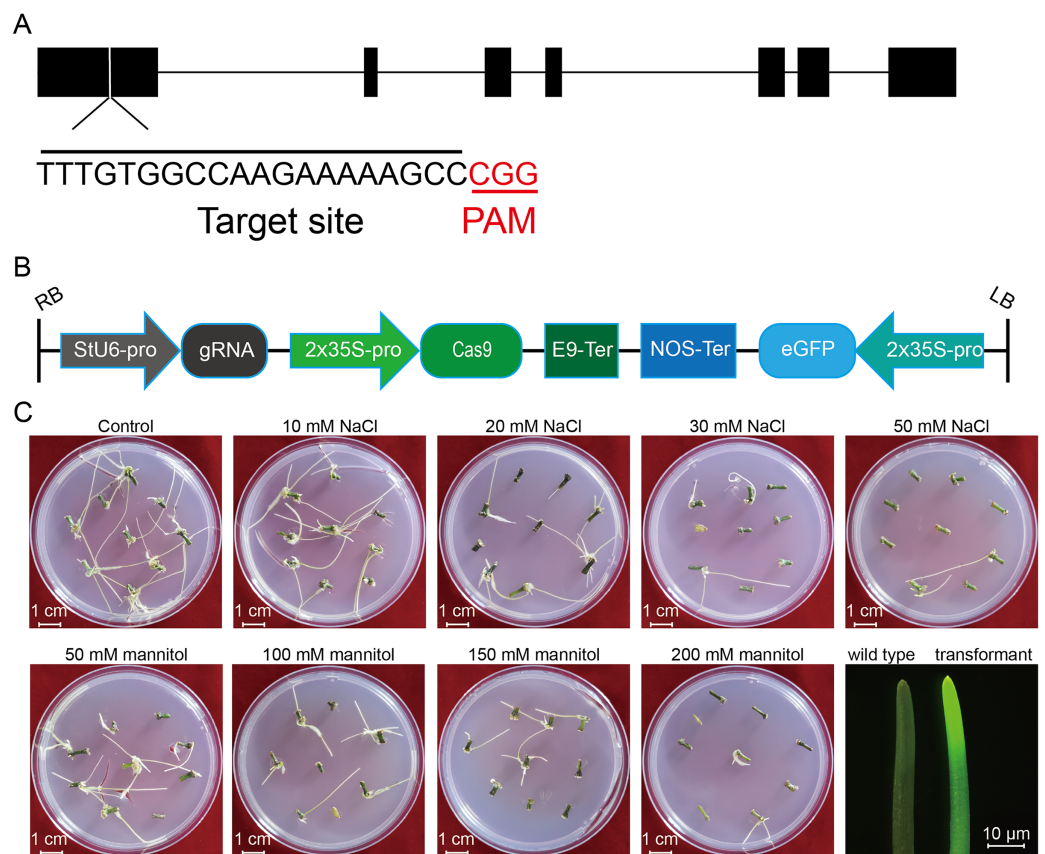 A
TTTGTGGCCAAGAAAAAGCCCGG
Target site PAM
B
RB LB
StU6-pro gRNA 2x35S-pro Cas9 E9-Ter NOS-Ter eGFP 2x35S-pro
C
Control 10 mM NaCl 20 mM NaCl 30 mM NaCl 50 mM NaCl
1 cm 1 cm 1 cm 1 cm 1 cm
50 mM mannitol 100 mM mannitol 150 mM mannitol 200 mM mannitol wild type transformant
1 cm 1 cm 1 cm 1 cm 10 µm